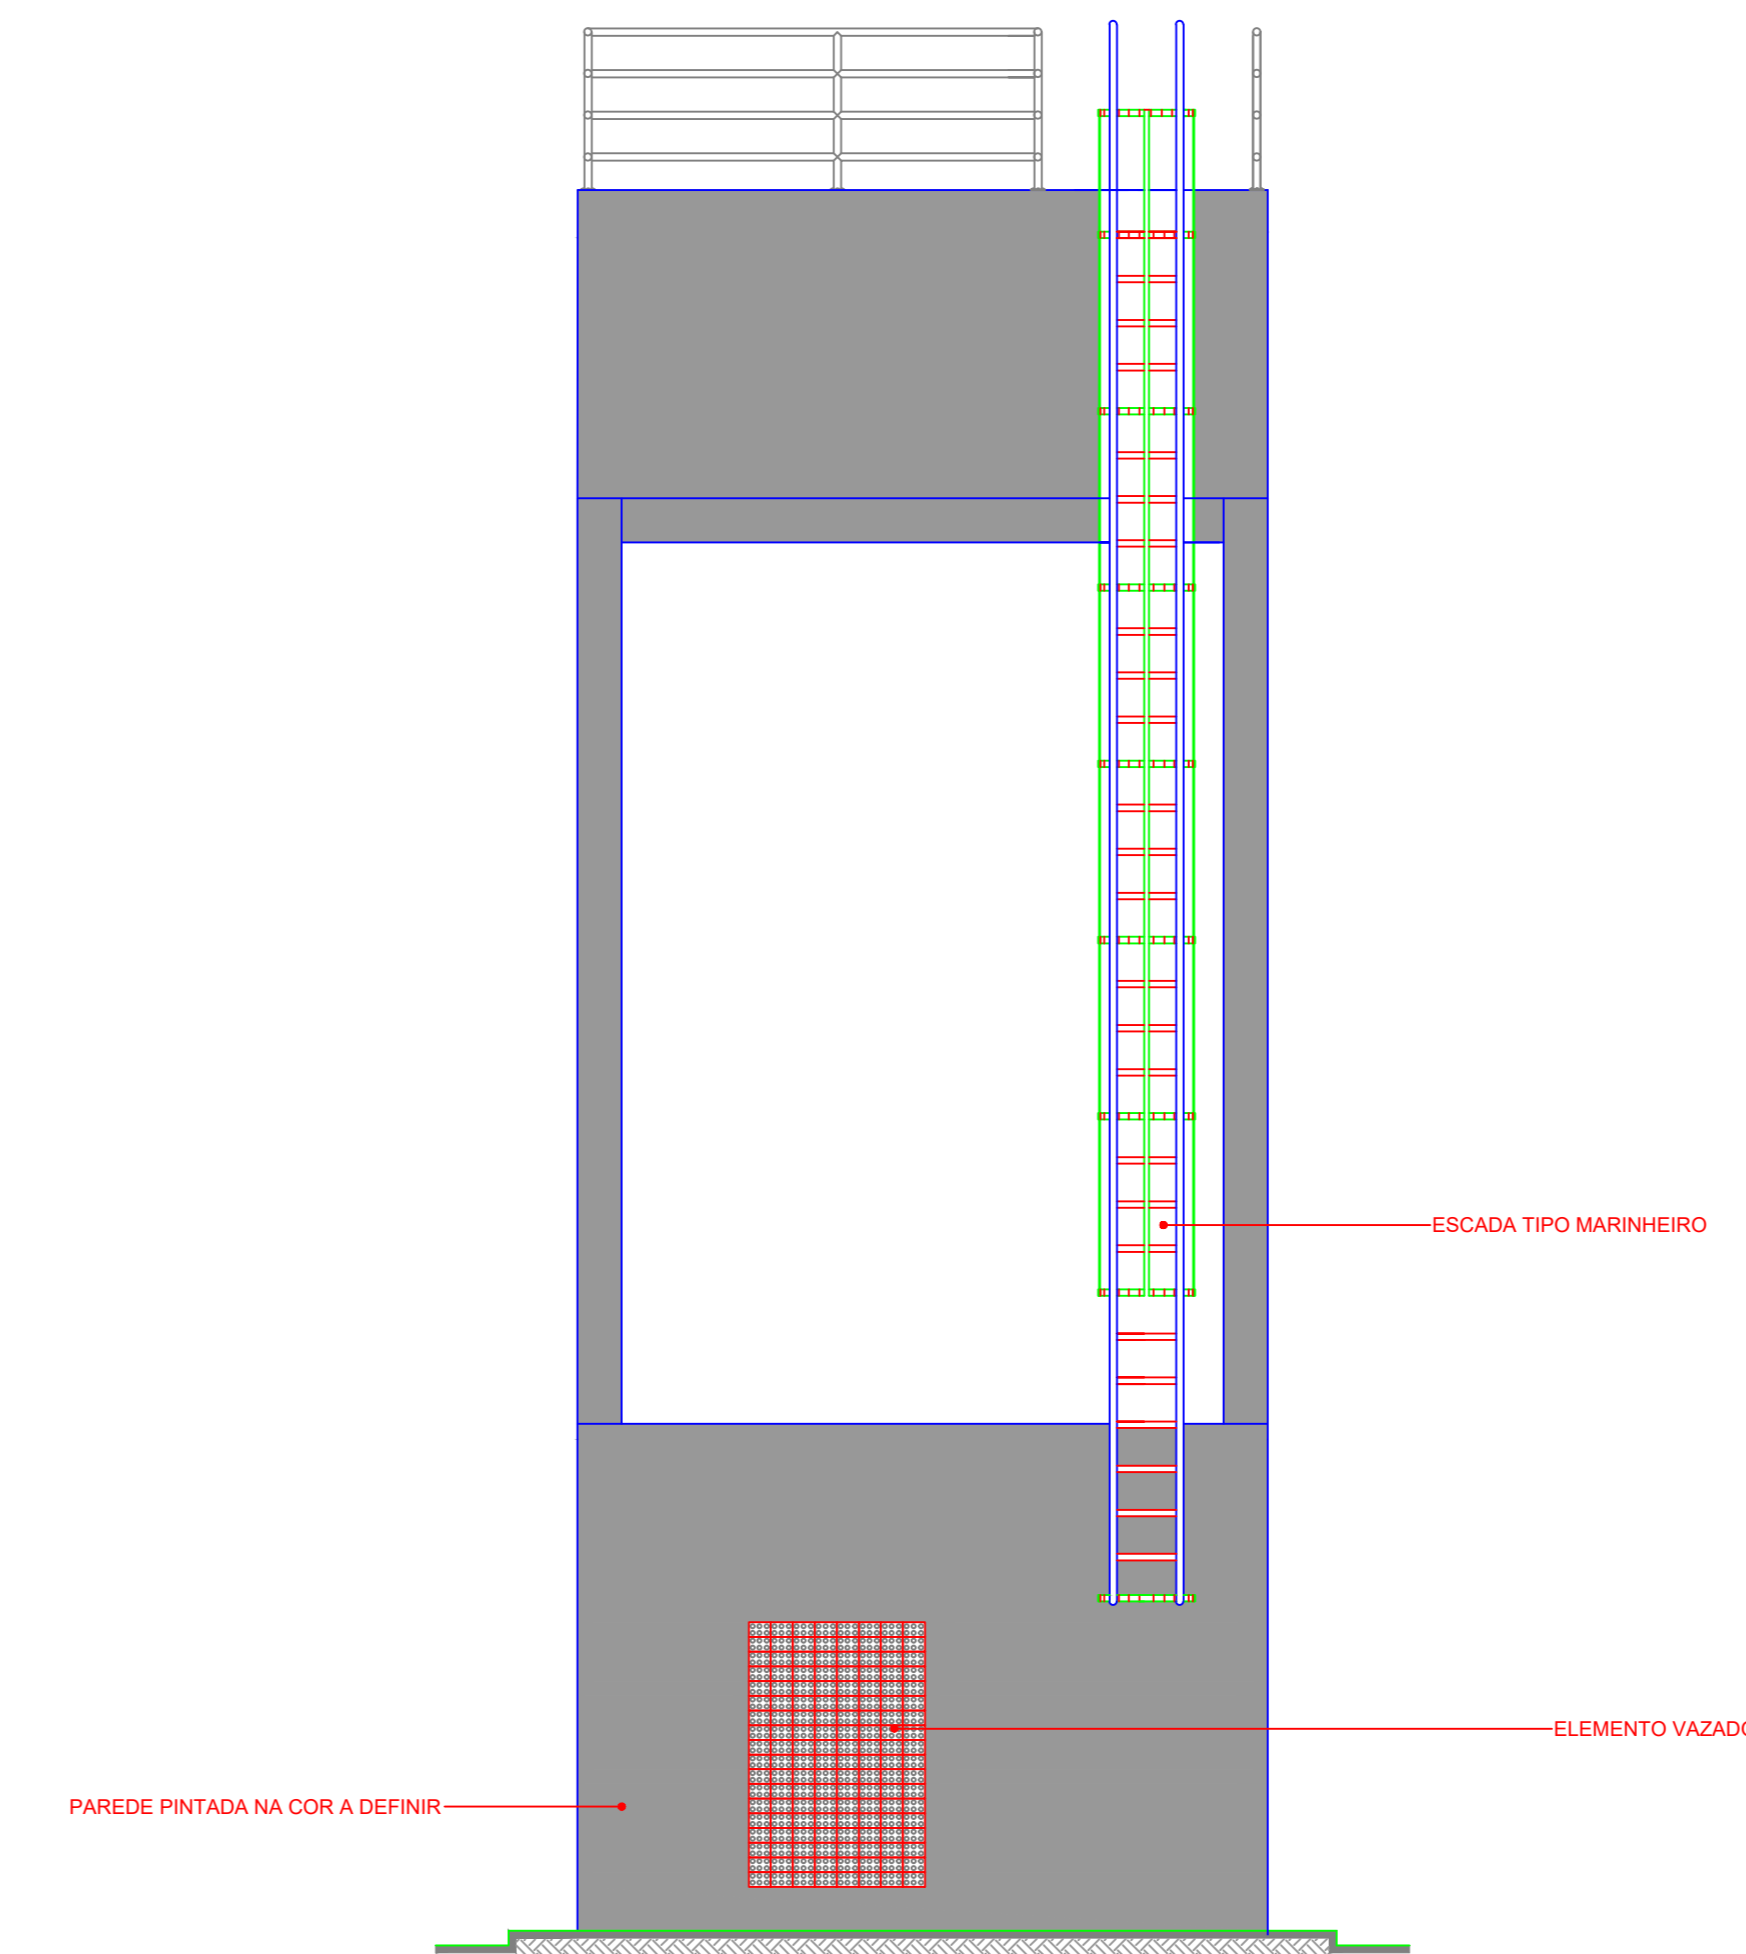 ESCADA TIPO MARINHEIRO
ELEMENTO VAZADO
PAREDE PINTADA NA COR A DEFINIR